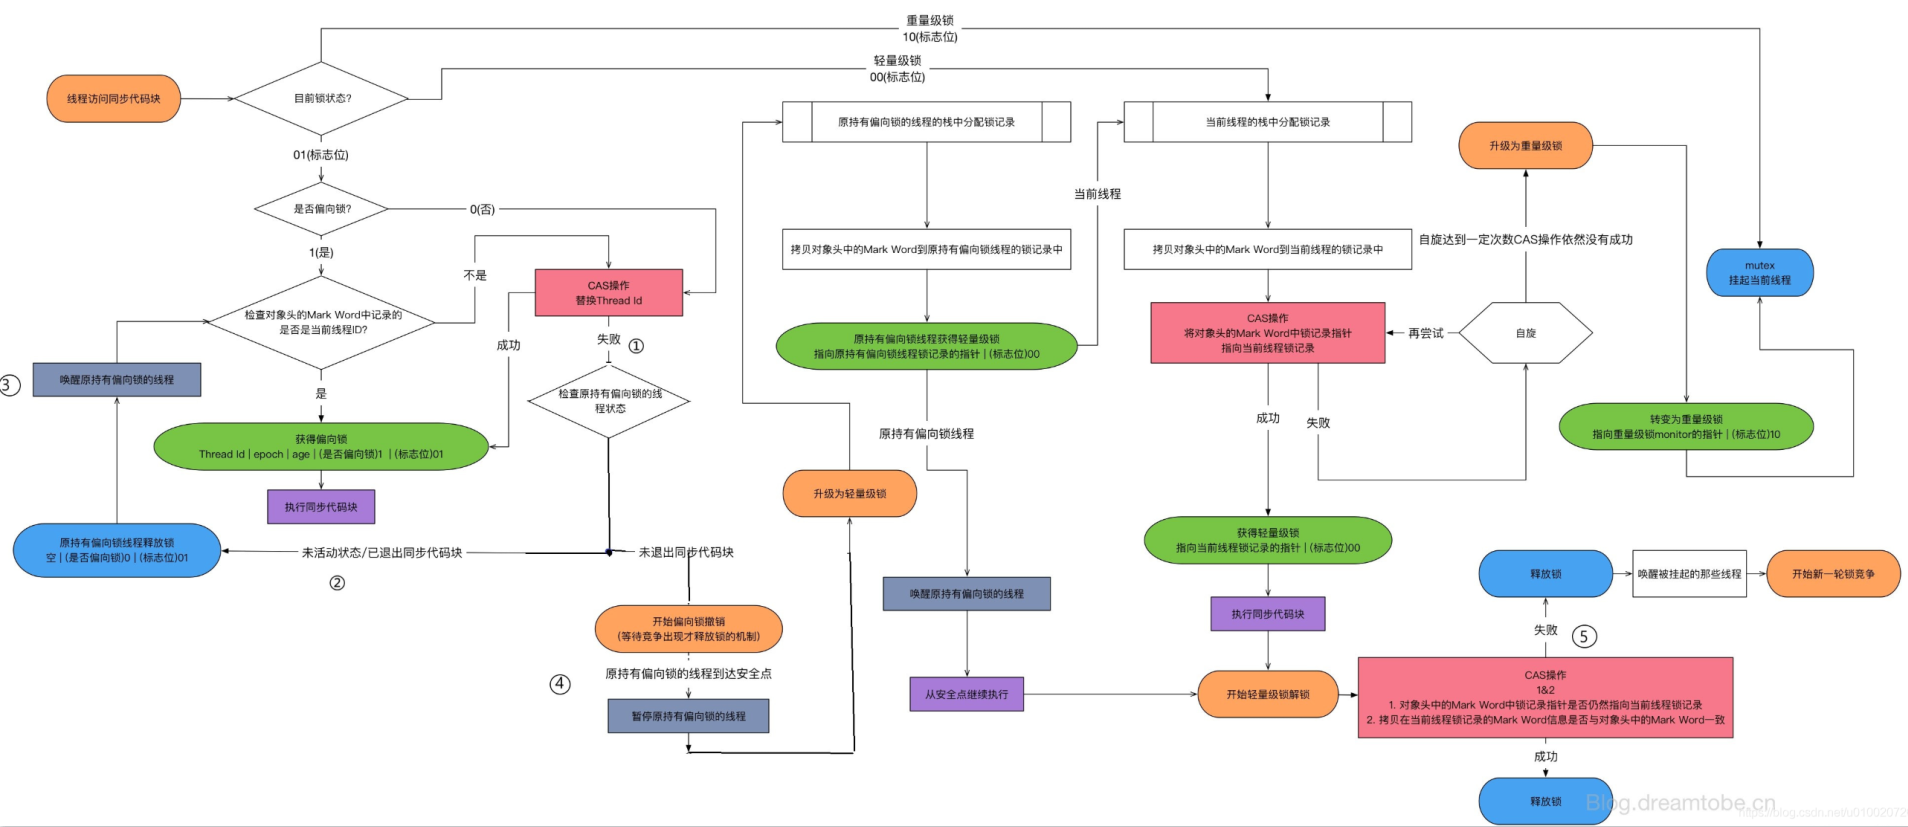 重量级锁
10(标志位)
轻量级锁
00(标志位)
线程访问同步代码块
目前锁状态?
01(标志位)
是否偏向锁?
0(否)
1(是)
不是
检查对象头的Mark Word中记录的
是否是当前线程ID?
CAS操作
替换Thread Id
成功
失败
①
检查原持有偏向锁的线
程状态
③
唤醒原持有偏向锁的线程
是
获得偏向锁
Thread Id | epoch | age | (是否偏向锁)1 | (标志位)01
执行同步代码块
原持有偏向锁线程释放锁
空 | (是否偏向锁)0 | (标志位)01
未活动状态/已退出同步代码块
②
未退出同步代码块
开始偏向锁撤销
(等待竞争出现才释放锁的机制)
④
原持有偏向锁的线程到达安全点
暂停原持有偏向锁的线程
升级为轻量级锁
原持有偏向锁的线程的栈中分配锁记录
拷贝对象头中的Mark Word到原持有偏向锁线程的锁记录中
原持有偏向锁线程获得轻量级锁
指向原持有偏向锁线程锁记录的指针 | (标志位)00
当前线程
原持有偏向锁线程
唤醒原持有偏向锁的线程
从安全点继续执行
当前线程的栈中分配锁记录
拷贝对象头中的Mark Word到当前线程的锁记录中
CAS操作
将对象头的Mark Word中锁记录指针
指向当前线程锁记录
再尝试
自旋
自旋达到一定次数CAS操作依然没有成功
升级为重量级锁
mutex
挂起当前线程
转变为重量级锁
指向重量级锁monitor的指针 | (标志位)10
成功
失败
获得轻量级锁
指向当前线程锁记录的指针 | (标志位)00
执行同步代码块
开始轻量级锁解锁
CAS操作
1&2
1. 对象头中的Mark Word中锁记录指针是否仍然指向当前线程锁记录
2. 拷贝在当前线程锁记录的Mark Word信息是否与对象头中的Mark Word一致
失败
⑤
释放锁
唤醒被挂起的那些线程
开始新一轮锁竞争
成功
释放锁
Blog.dreamtobe.cn